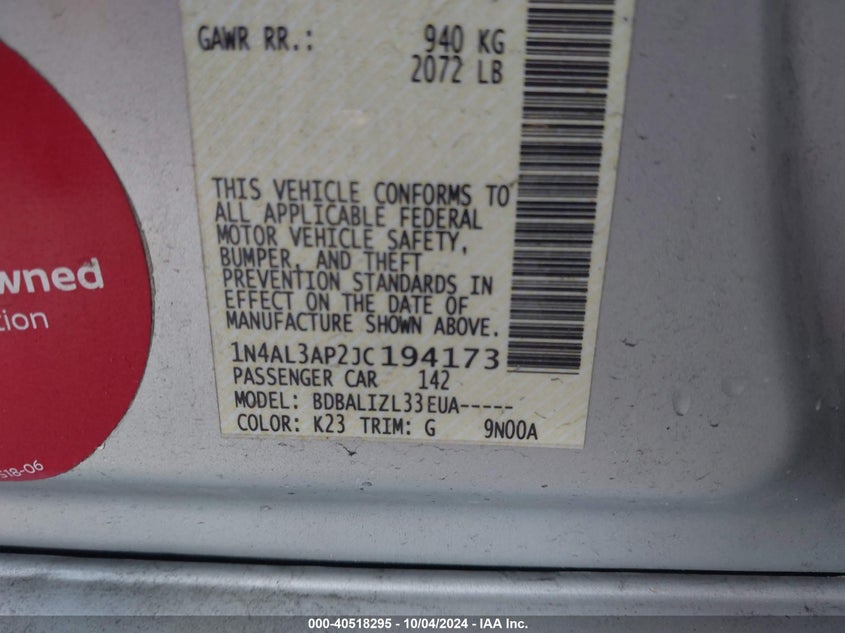 GAWR RR.: 940 KG
2072 LB
THIS VEHICLE CONFORMS TO
ALL APPLICABLE FEDERAL
MOTOR VEHICLE SAFETY,
BUMPER, AND THEFT
PREVENTION STANDARDS IN
EFFECT ON THE DATE OF
MANUFACTURE SHOWN ABOVE.
1N4AL3AP2JC194173
PASSENGER CAR 142
MODEL: BDBALIZL33EUA-----
COLOR: K23 TRIM: G 9N00A
wned
tion
518-06
000-40518295 - 10/04/2024 - IAA Inc.